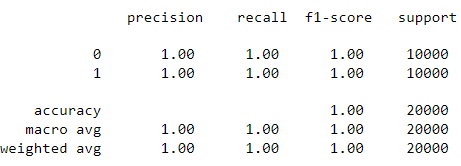 precision recall f1-score support
0 1.00 1.00 1.00 10000
1 1.00 1.00 1.00 10000
accuracy 1.00 20000
macro avg 1.00 1.00 1.00 20000
weighted avg 1.00 1.00 1.00 20000